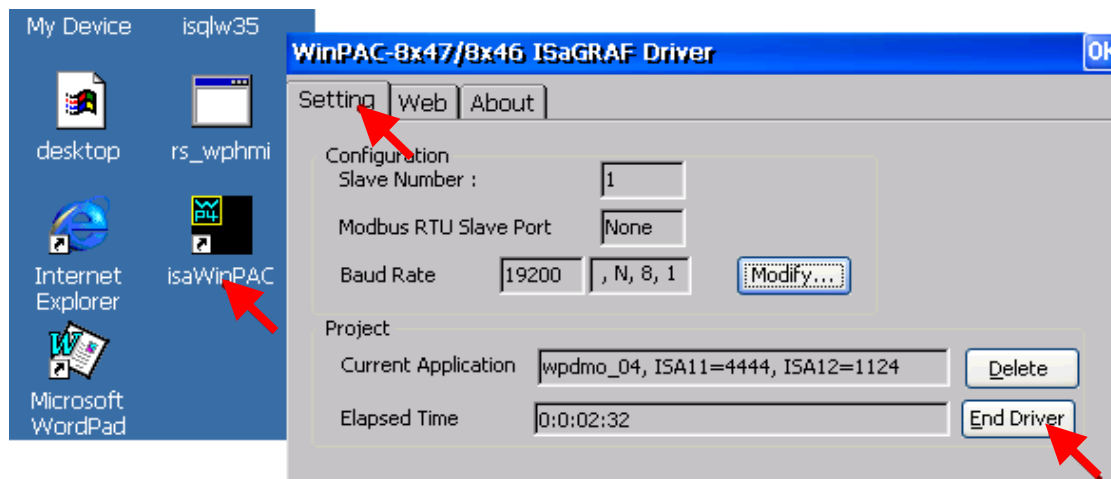 My Device isqlw35
desktop rs_wphmi
Internet Explorer isaWinPAC
Microsoft WordPad
WinPAC-8x47/8x46 ISaGRAF Driver OK
Setting Web About
Configuration
Slave Number : 1
Modbus RTU Slave Port None
Baud Rate 19200 , N, 8, 1 Modify...
Project
Current Application wpdmo_04, ISA11=4444, ISA12=1124 Delete
Elapsed Time 0:0:02:32 End Driver